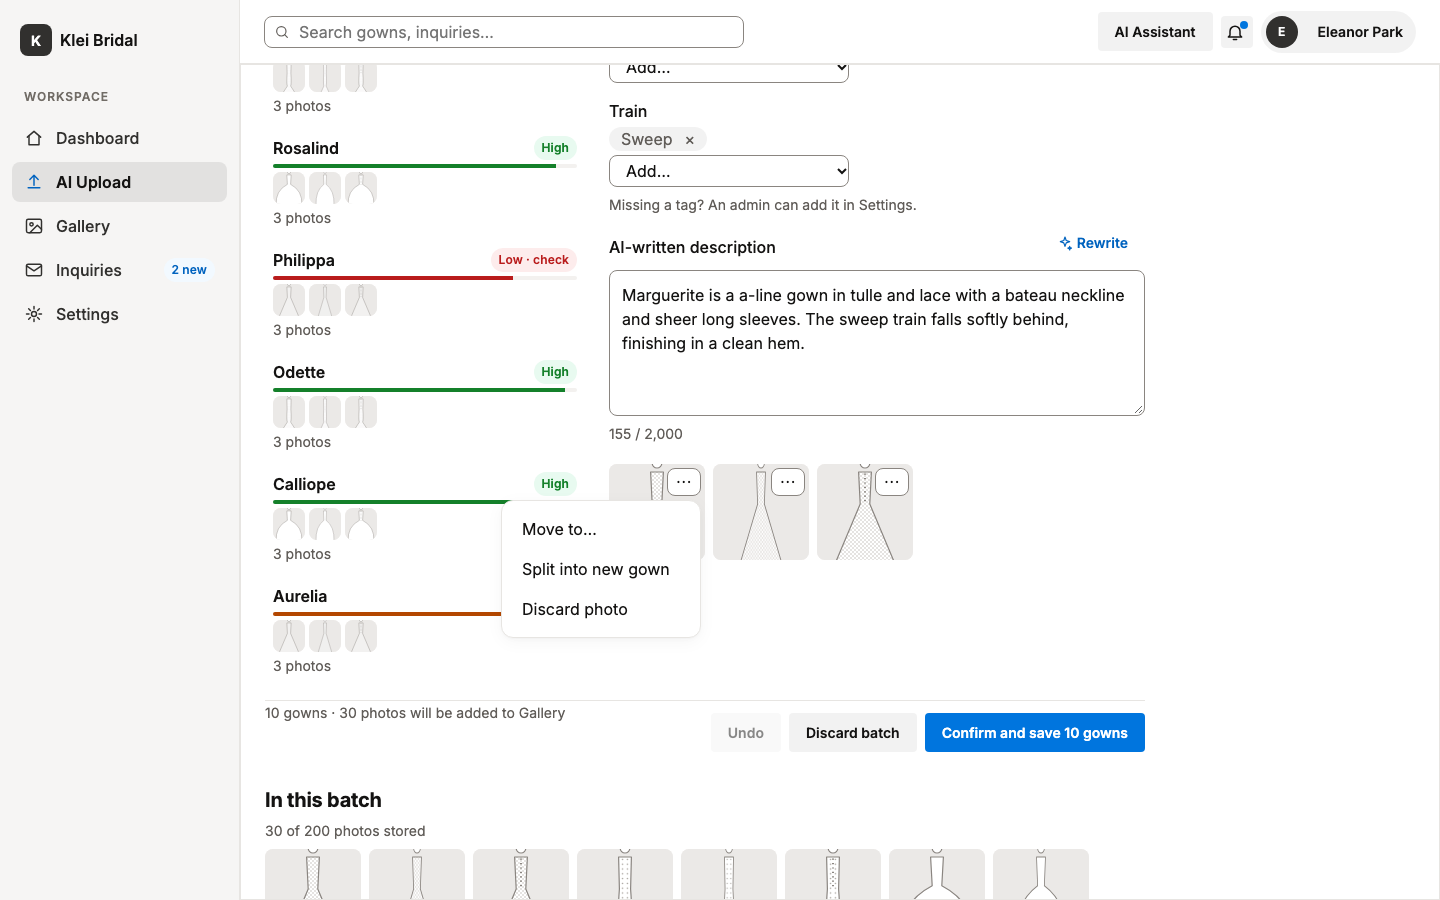 K Klei Bridal
WORKSPACE
Dashboard
AI Upload
Gallery
Inquiries 2 new
Settings
Search gowns, inquiries...
AI Assistant
E Eleanor Park
3 photos
Rosalind High
3 photos
Philippa Low · check
3 photos
Odette High
3 photos
Calliope High
3 photos
Aurelia
3 photos
Add...
Train
Sweep ×
Add...
Missing a tag? An admin can add it in Settings.
AI-written description Rewrite
Marguerite is a a-line gown in tulle and lace with a bateau neckline
and sheer long sleeves. The sweep train falls softly behind,
finishing in a clean hem.
155 / 2,000
Move to...
Split into new gown
Discard photo
10 gowns · 30 photos will be added to Gallery
Undo Discard batch Confirm and save 10 gowns
In this batch
30 of 200 photos stored